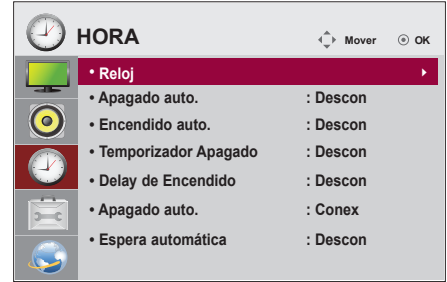 HORA Mover OK
• Reloj
• Apagado auto. : Descon
• Encendido auto. : Descon
• Temporizador Apagado : Descon
• Delay de Encendido : Descon
• Apagado auto. : Conex
• Espera automática : Descon